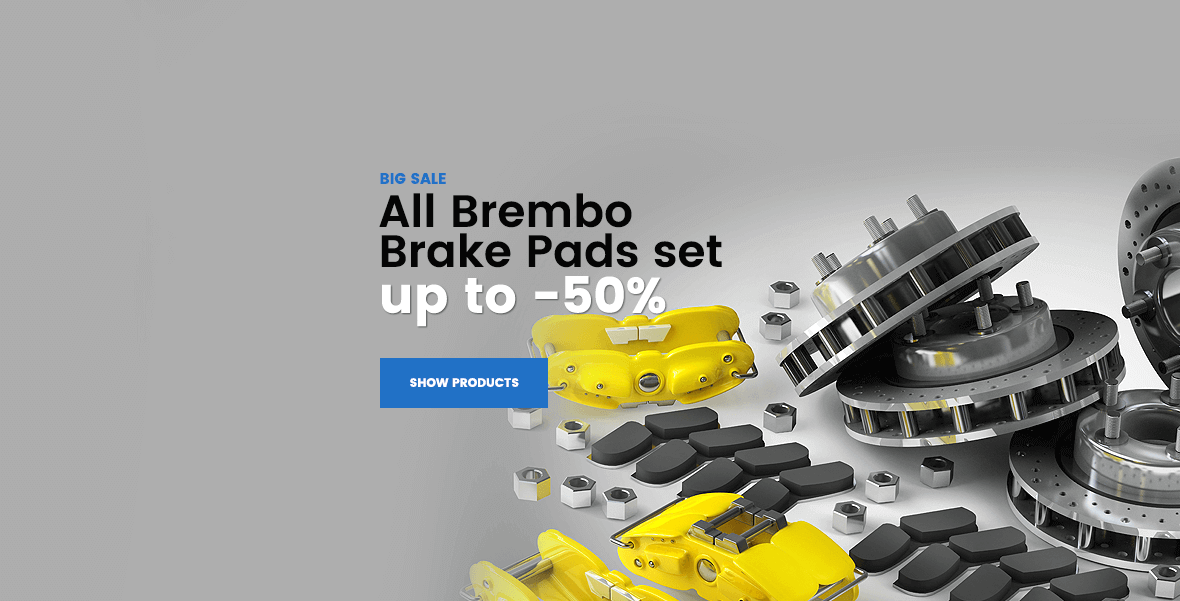 BIG SALE
All Brembo
Brake Pads set
up to -50%
SHOW PRODUCTS